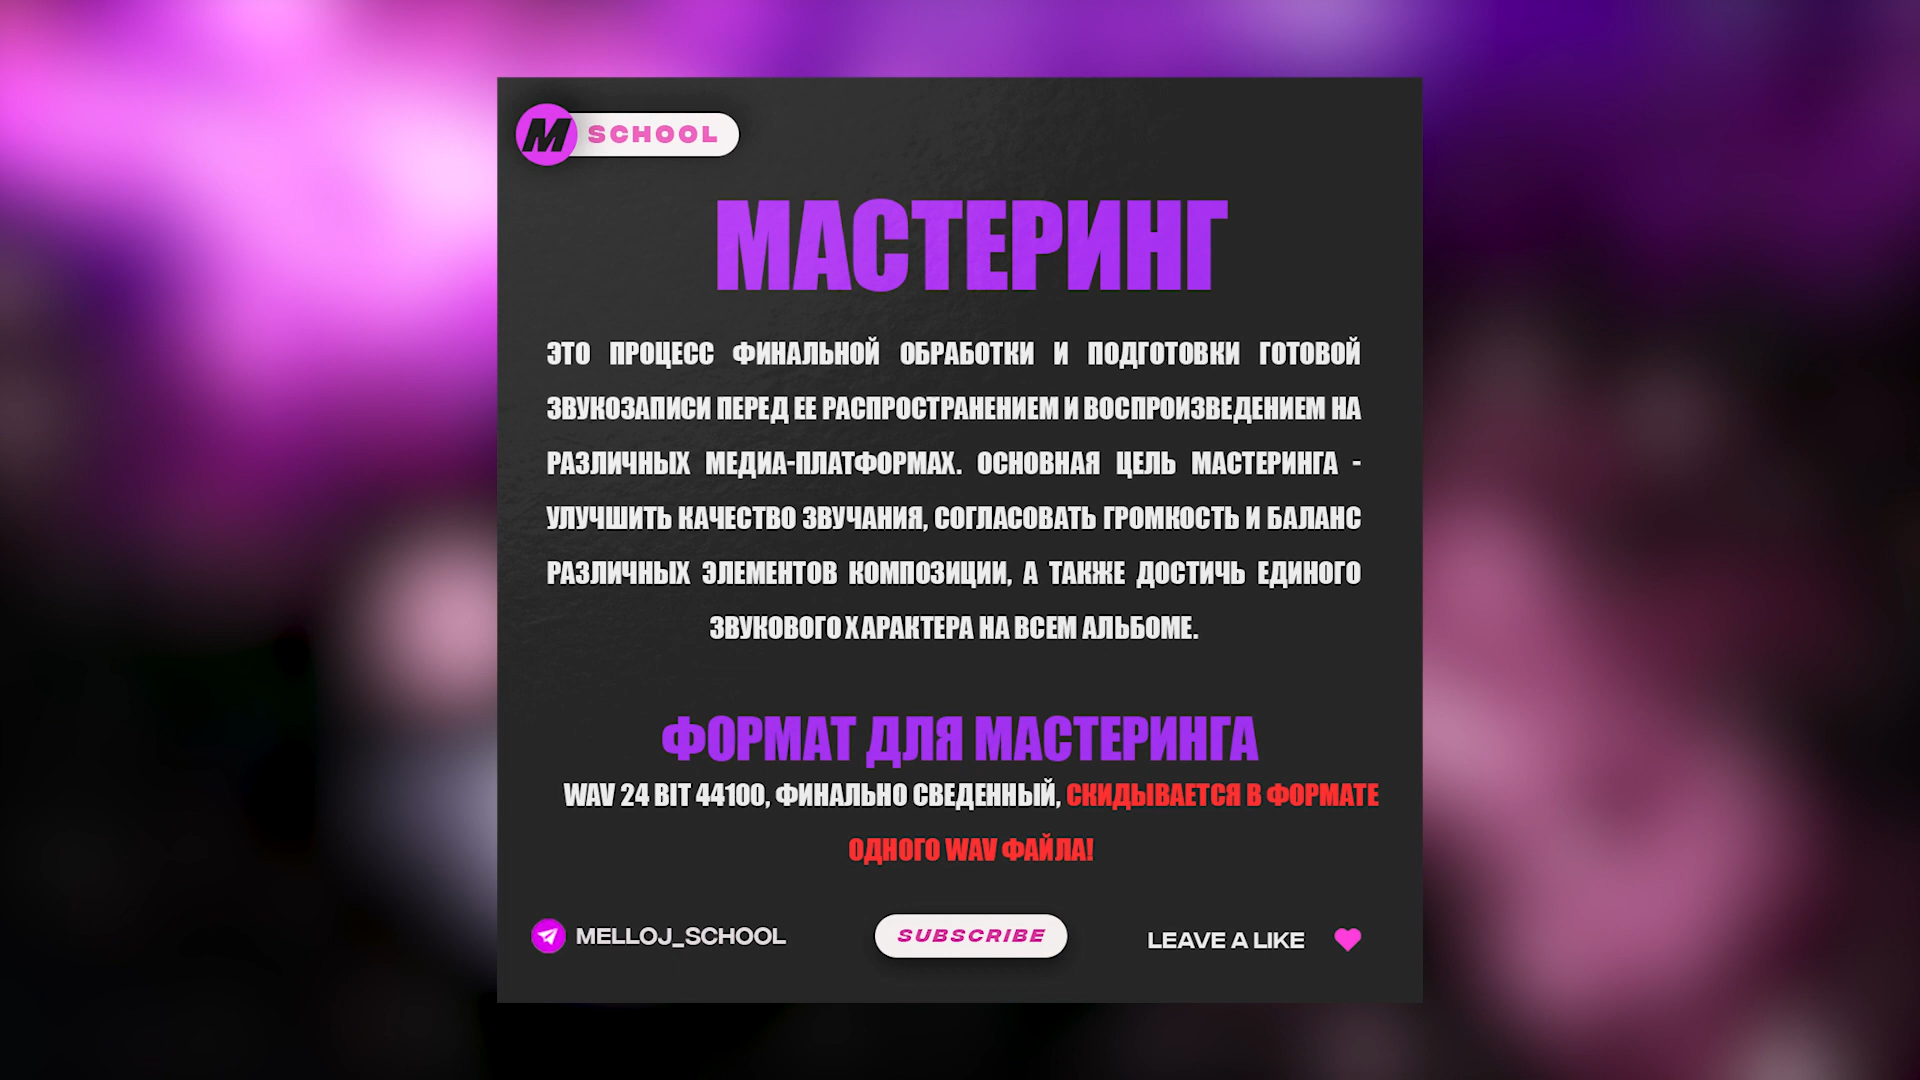 M SCHOOL
МАСТЕРИНГ
ЭТО ПРОЦЕСС ФИНАЛЬНОЙ ОБРАБОТКИ И ПОДГОТОВКИ ГОТОВОЙ
ЗВУКОЗАПИСИ ПЕРЕД ЕЕ РАСПРОСТРАНЕНИЕМ И ВОСПРОИЗВЕДЕНИЕМ НА
РАЗЛИЧНЫХ МЕДИА-ПЛАТФОРМАХ. ОСНОВНАЯ ЦЕЛЬ МАСТЕРИНГА -
УЛУЧШИТЬ КАЧЕСТВО ЗВУЧАНИЯ, СОГЛАСОВАТЬ ГРОМКОСТЬ И БАЛАНС
РАЗЛИЧНЫХ ЭЛЕМЕНТОВ КОМПОЗИЦИИ, А ТАКЖЕ ДОСТИЧЬ ЕДИНОГО
ЗВУКОВОГО ХАРАКТЕРА НА ВСЕМ АЛЬБОМЕ.
ФОРМАТ ДЛЯ МАСТЕРИНГА
WAV 24 BIT 44100, ФИНАЛЬНО СВЕДЕННЫЙ, СКИДЫВАЕТСЯ В ФОРМАТЕ
ОДНОГО WAV ФАЙЛА!
MELLOJ_SCHOOL
SUBSCRIBE
LEAVE A LIKE